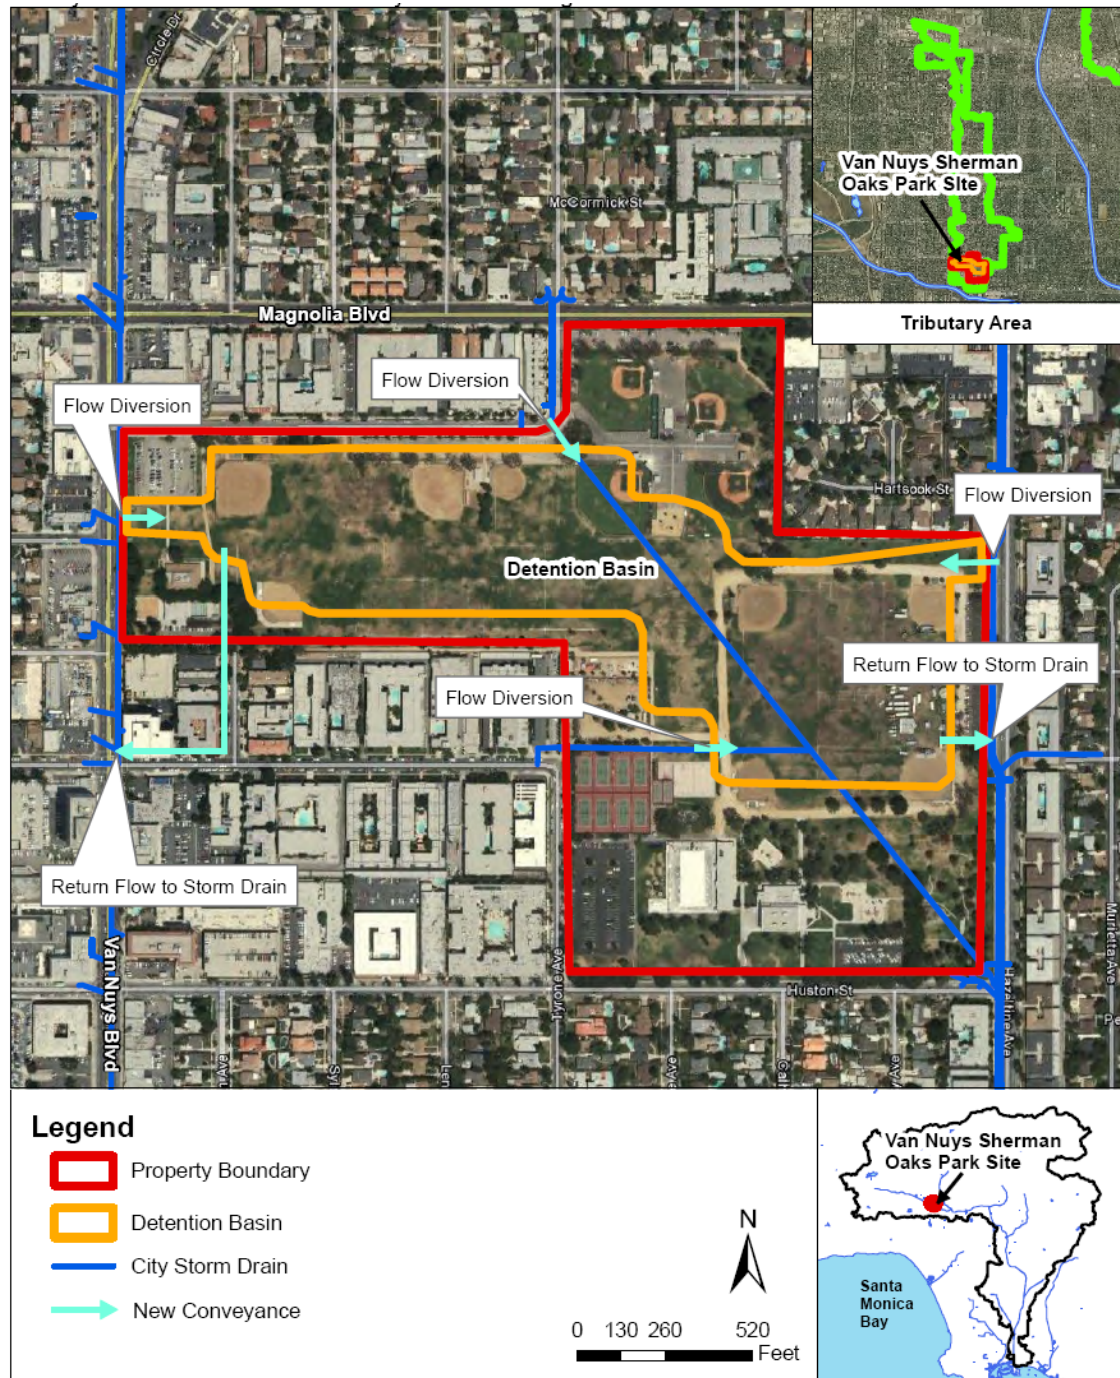 Circle Dr
Van Nuys Sherman
Oaks Park SIte
McCormick St
Magnolia Blvd
Tributary Area
Flow Diversion
Flow Diversion
Hartsook St
Flow Diversion
Detention Basin
Return Flow to Storm Drain
Flow Diversion
Return Flow to Storm Drain
Van Nuys Blvd
Tyrone Ave
Huston St
Hazeltine Ave
Murietta Ave
Ave
Ave
Ave
Legend
Property Boundary
Detention Basin
City Storm Drain
New Conveyance
N
0 130 260 520
Feet
Van Nuys Sherman
Oaks Park Site
Santa
Monica
Bay